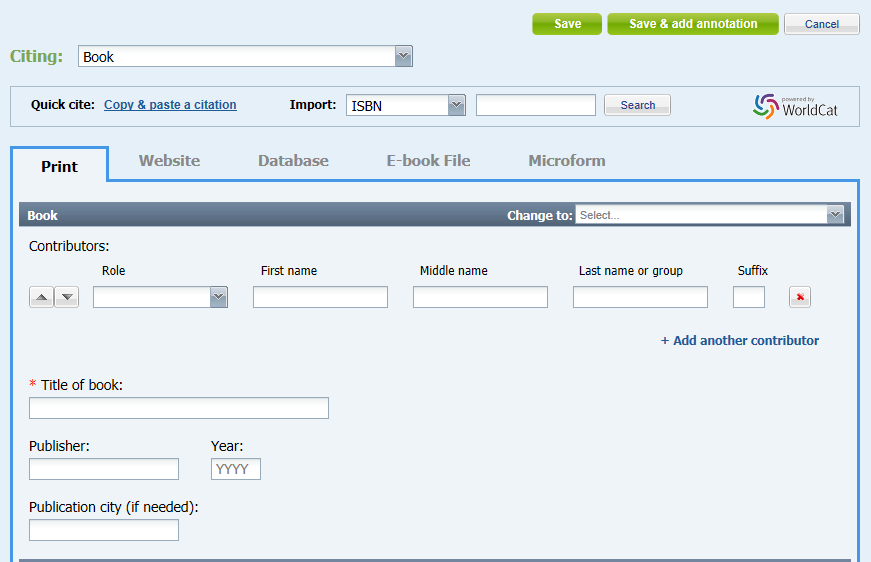 Save Save & add annotation Cancel
Citing: Book
Quick cite: Copy & paste a citation Import: ISBN Search powered by WorldCat
Print Website Database E-book File Microform
Book Change to: Select...
Contributors:
Role First name Middle name Last name or group Suffix
+ Add another contributor
* Title of book:
Publisher: Year:
YYYY
Publication city (if needed):